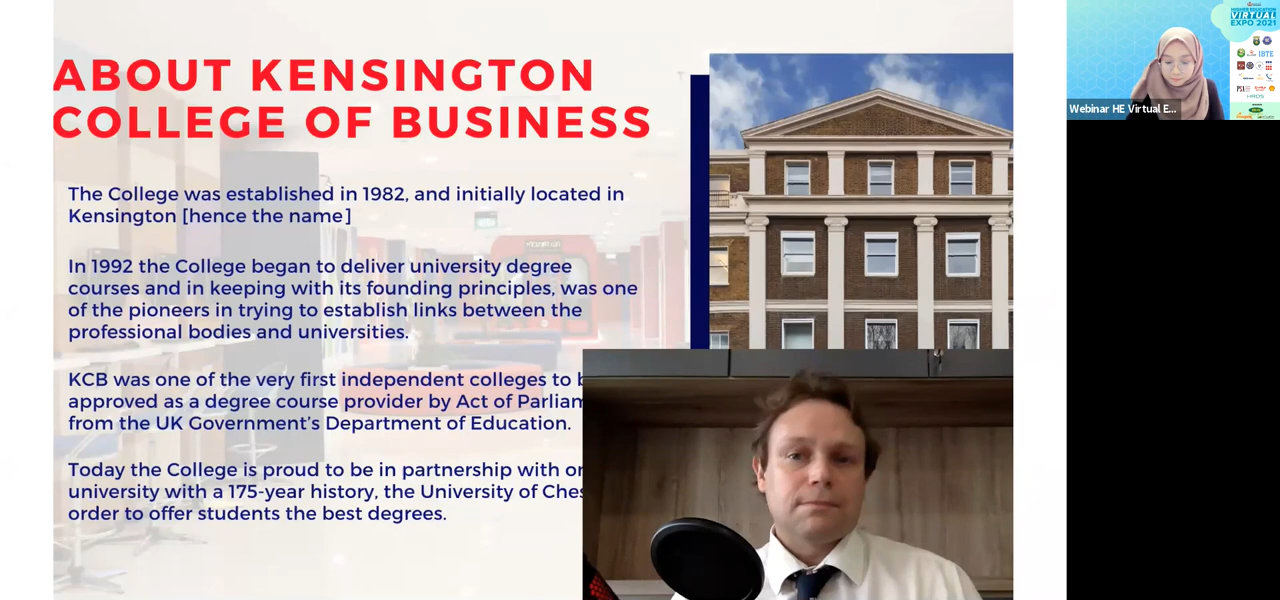 ABOUT KENSINGTON
COLLEGE OF BUSINESS
The College was established in 1982, and initially located in
Kensington [hence the name]
In 1992 the College began to deliver university degree
courses and in keeping with its founding principles, was one
of the pioneers in trying to establish links between the
professional bodies and universities.
KCB was one of the very first independent colleges to
approved as a degree course provider by Act of
from the UK Government's Department of Education.
Today the College is proud to be in partnership with
university with a 175-year history, the University of
order to offer students the best degrees.
HIGHER EDUCATION
VIRTUAL
EXPO 2021
IBTE
Webinar HE Virtual E...